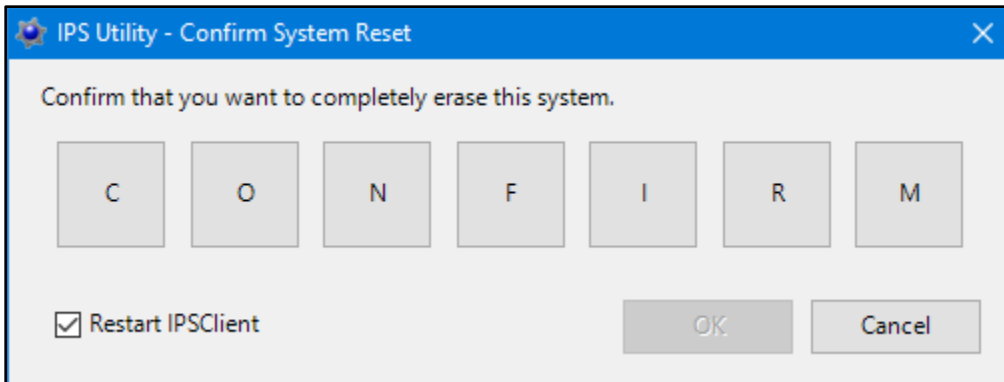 IPS Utility - Confirm System Reset
Confirm that you want to completely erase this system.
C O N F I R M
Restart IPSClient OK Cancel